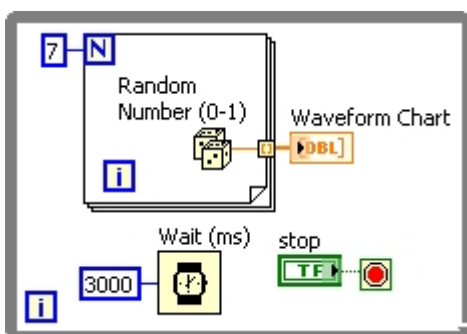 7
N
Random
Number (0-1)
Waveform Chart
DBL]
i
Wait (ms)
stop
3000
TF
i